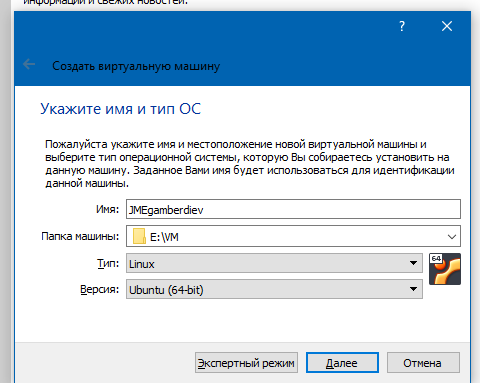 информации и свежих новостей.
?
Создать виртуальную машину
Укажите имя и тип ОС
Пожалуйста укажите имя и местоположение новой виртуальной машины и
выберите тип операционной системы, которую Вы собираетесь установить на
данную машину. Заданное Вами имя будет использоваться для идентификации
данной машины.
Имя: JMEgamberdiev
Папка машины: E:\VM
Тип: Linux
64
Версия: Ubuntu (64-bit)
Экспертный режим Далее Отмена